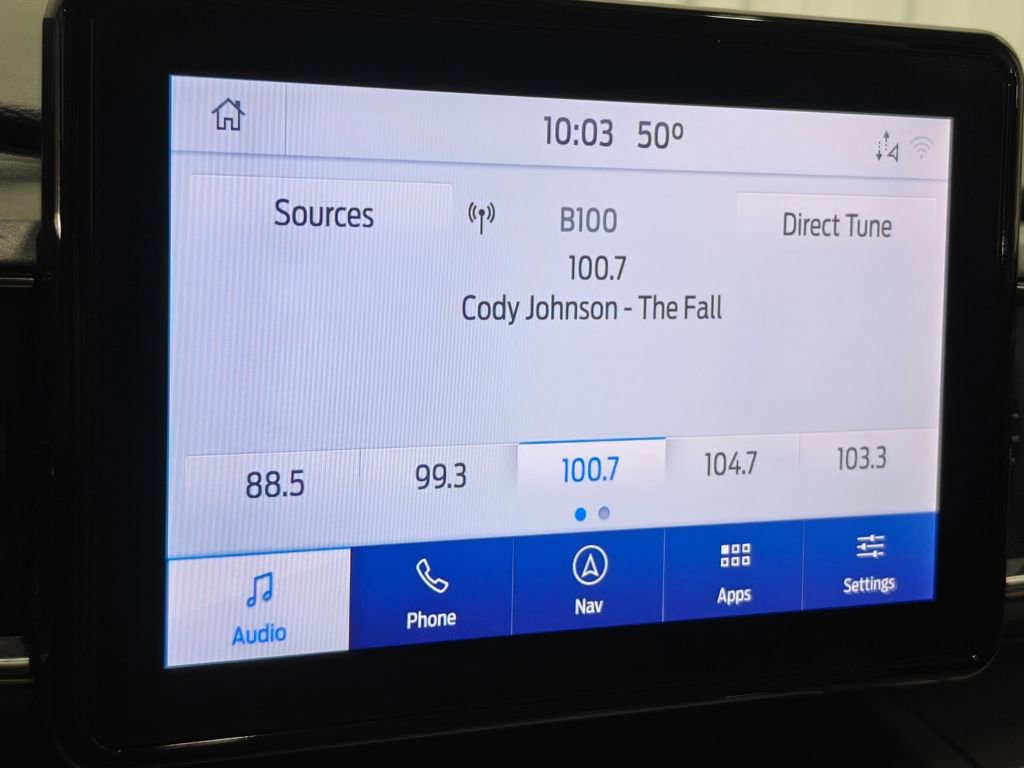 10:03 50º
Sources
B100
Direct Tune
100.7
Cody Johnson - The Fall
88.5
99.3
100.7
104.7
103.3
Audio
Phone
Nav
Apps
Settings